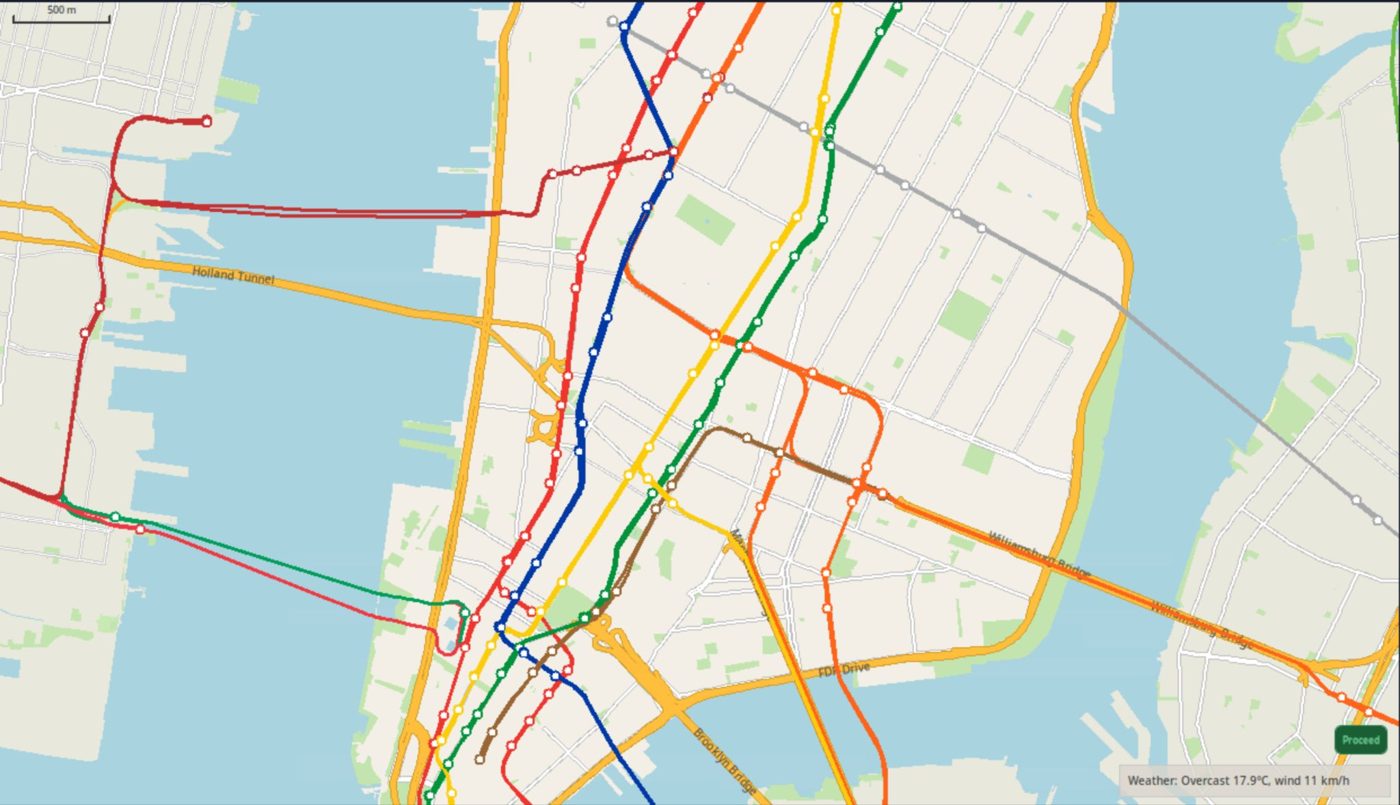 500 m
Holland Tunnel
Williamsburg Bridge
Williamsburg Bridge
FDR Drive
Brooklyn Bridge
Proceed
Weather: Overcast 17.9°C, wind 11 km/h